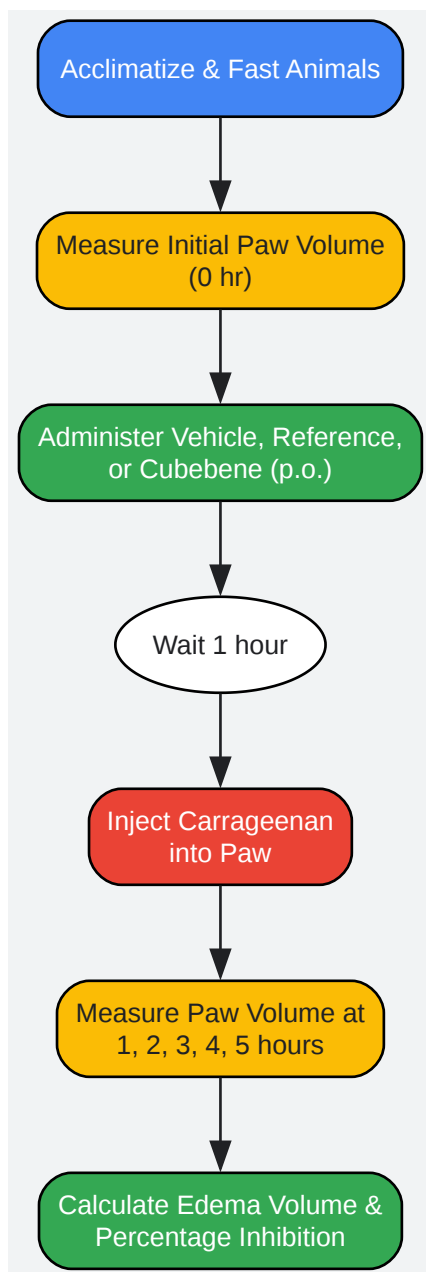 Acclimatize & Fast Animals
Measure Initial Paw Volume
(0 hr)
Administer Vehicle, Reference,
or Cubebene (p.o.)
Wait 1 hour
Inject Carrageenan
into Paw
Measure Paw Volume at
1, 2, 3, 4, 5 hours
Calculate Edema Volume &
Percentage Inhibition